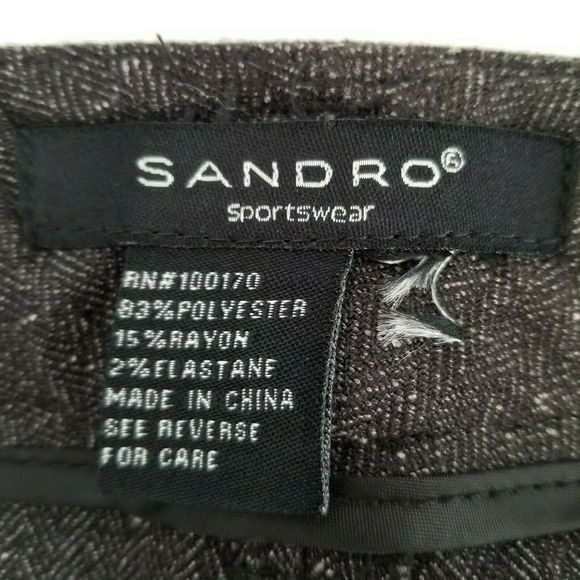 SANDRO®
Sportswear
RN#100170
83%POLYESTER
15%RAYON
2%ELASTANE
MADE IN CHINA
SEE REVERSE
FOR CARE